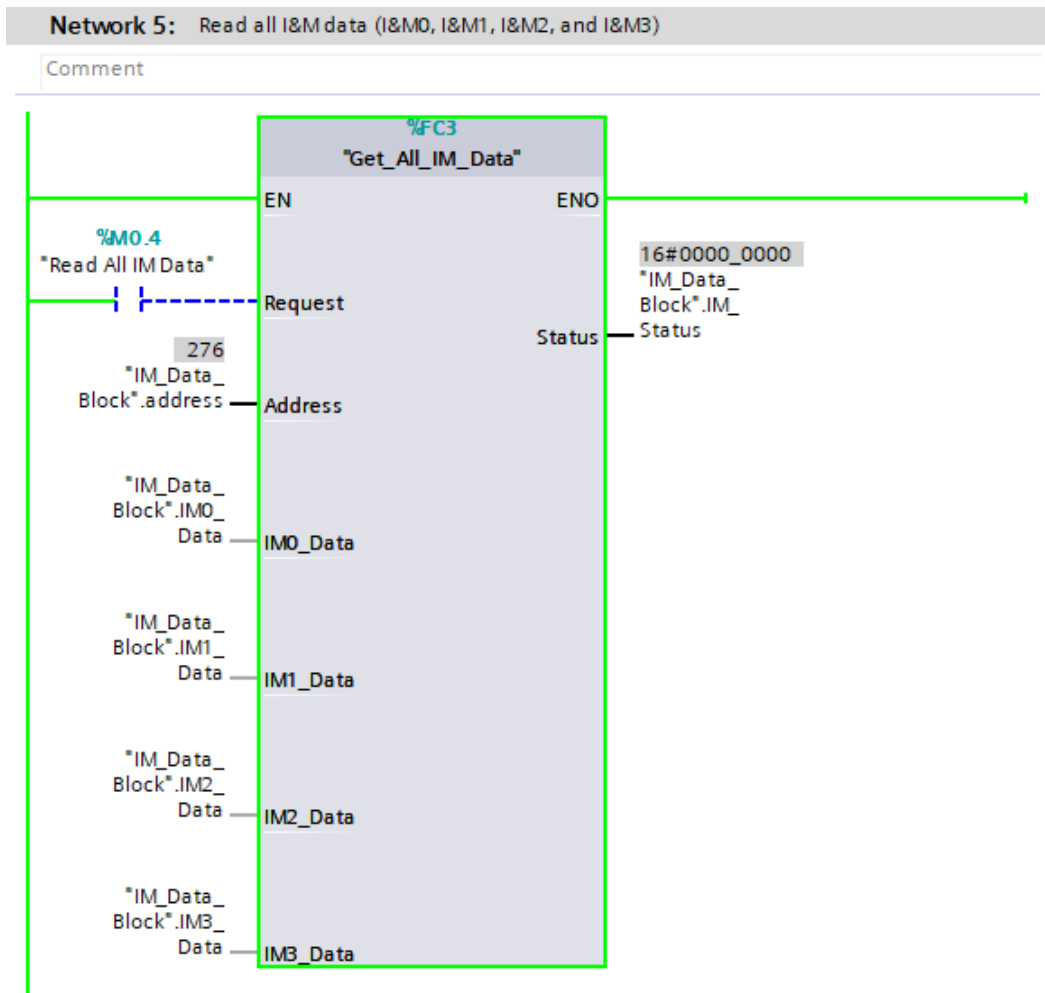 Network 5: Read all I&M data (I&M0, I&M1, I&M2, and I&M3)
Comment
%FC3
"Get_All_IM_Data"
EN
ENO
%M0.4
"Read All IM Data"
Request
16#0000_0000
"IM_Data_
Block".IM_
Status
Status
276
"IM_Data_
Block".address
Address
"IM_Data_
Block".IM0_
Data
IM0_Data
"IM_Data_
Block".IM1_
Data
IM1_Data
"IM_Data_
Block".IM2_
Data
IM2_Data
"IM_Data_
Block".IM3_
Data
IM3_Data